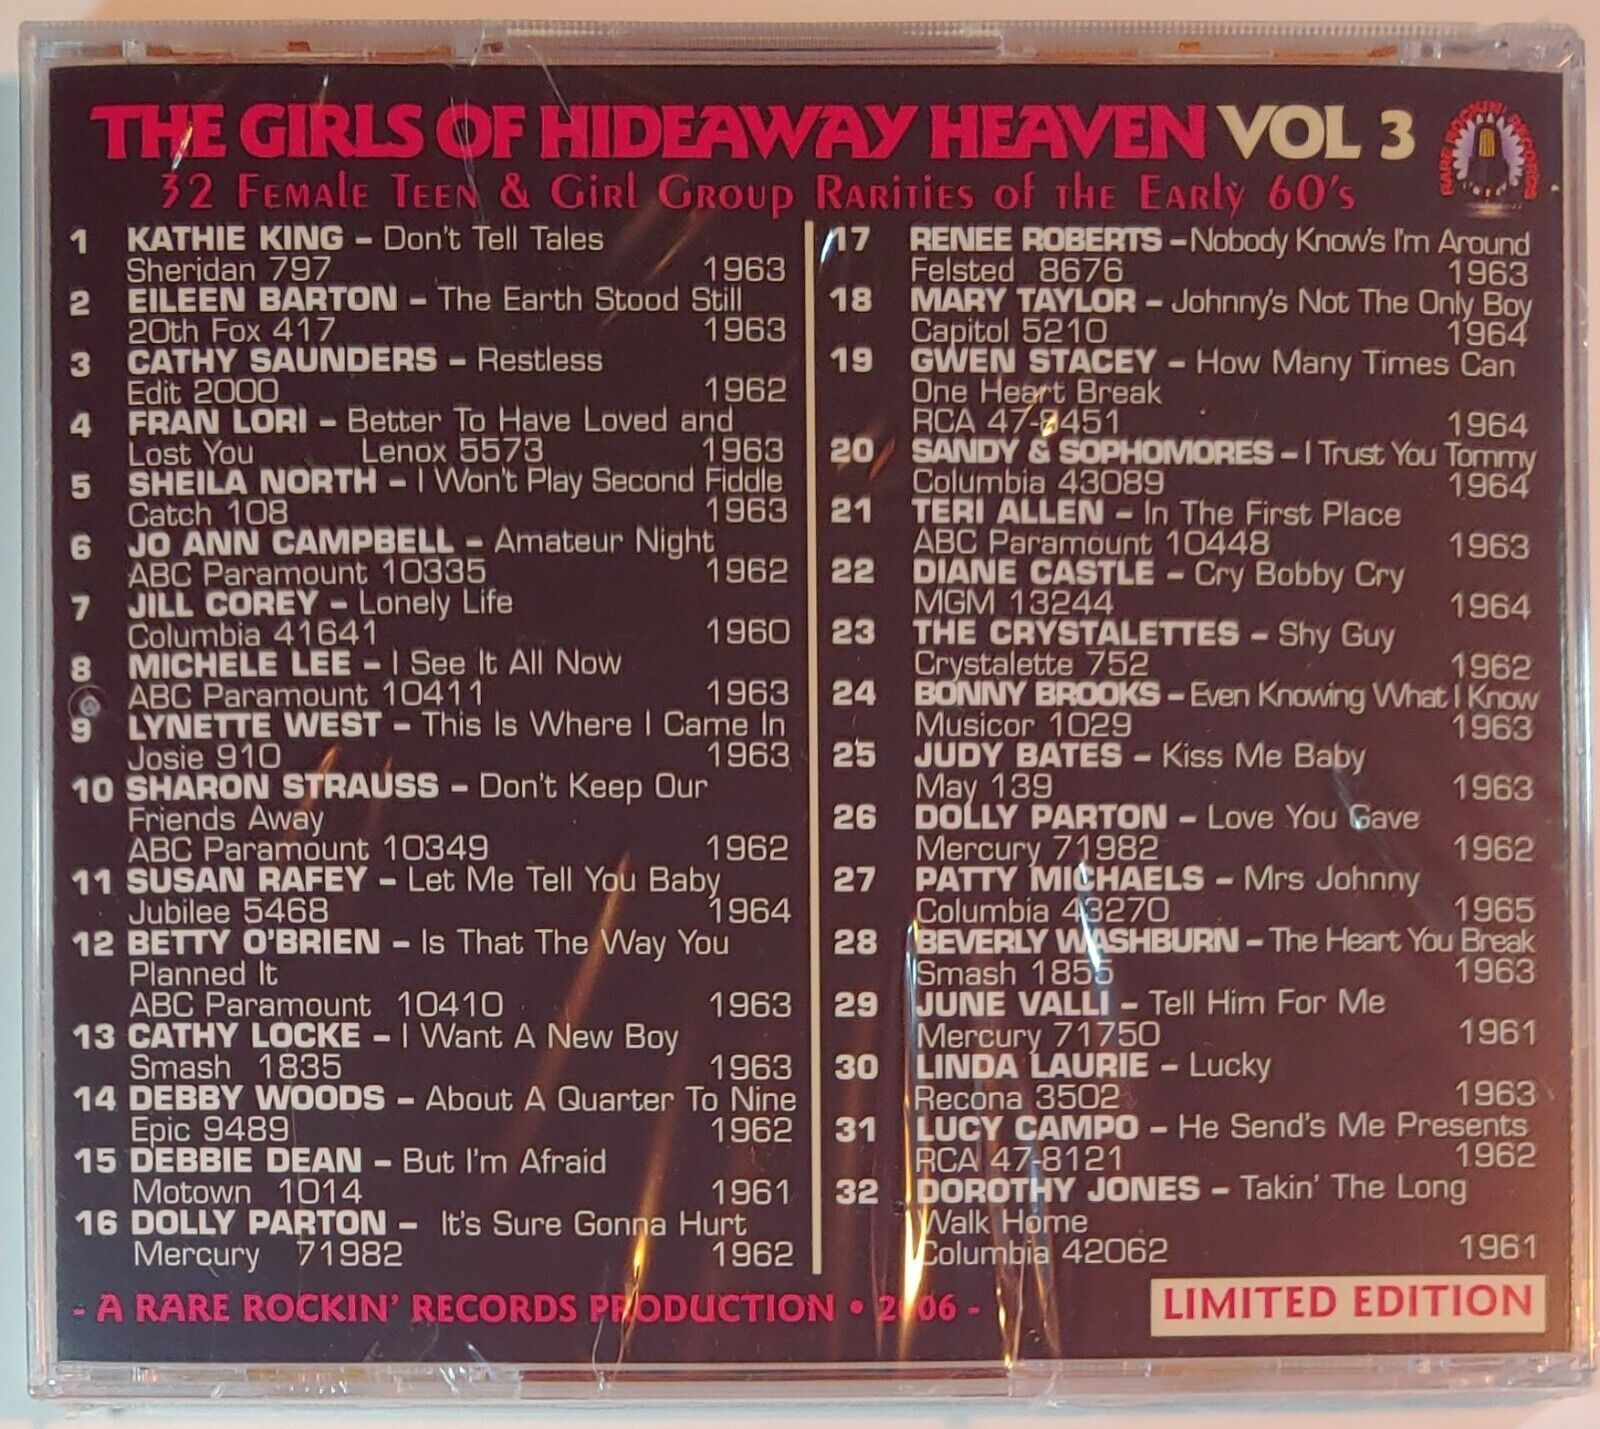 THE GIRLS OF HIDEAWAY HEAVEN VOL 3
RARE ROCKIN' RECORDS
32 Female Teen & Girl Group Rarities of the Early 60's
1 KATHIE KING – Don't Tell Tales
Sheridan 797 1963
2 EILEEN BARTON – The Earth Stood Still
20th Fox 417 1963
3 CATHY SAUNDERS – Restless
Edit 2000 1962
4 FRAN LORI – Better To Have Loved and
Lost You Lenox 5573 1963
5 SHEILA NORTH – I Won't Play Second Fiddle
Catch 108 1963
6 JO ANN CAMPBELL – Amateur Night
ABC Paramount 10335 1962
7 JILL COREY – Lonely Life
Columbia 41641 1960
8 MICHELE LEE – I See It All Now
ABC Paramount 10411 1963
9 LYNETTE WEST – This Is Where I Came In
Josie 910 1963
10 SHARON STRAUSS – Don't Keep Our
Friends Away
ABC Paramount 10349 1962
11 SUSAN RAFEY – Let Me Tell You Baby
Jubilee 5468 1964
12 BETTY O'BRIEN – Is That The Way You
Planned It
ABC Paramount 10410 1963
13 CATHY LOCKE – I Want A New Boy
Smash 1835 1963
14 DEBBY WOODS – About A Quarter To Nine
Epic 9489 1962
15 DEBBIE DEAN – But I'm Afraid
Motown 1014 1961
16 DOLLY PARTON – It's Sure Gonna Hurt
Mercury 71982 1962
17 RENEE ROBERTS – Nobody Know's I'm Around
Felsted 8676 1963
18 MARY TAYLOR – Johnny's Not The Only Boy
Capitol 5210 1964
19 GWEN STACEY – How Many Times Can
One Heart Break
RCA 47-8451 1964
20 SANDY & SOPHOMORES – I Trust You Tommy
Columbia 43089 1964
21 TERI ALLEN – In The First Place
ABC Paramount 10448 1963
22 DIANE CASTLE – Cry Bobby Cry
MGM 13244 1964
23 THE CRYSTALETTES – Shy Guy
Crystalette 752 1962
24 BONNY BROOKS – Even Knowing What I Know
Musicor 1029 1963
25 JUDY BATES – Kiss Me Baby
May 139 1963
26 DOLLY PARTON – Love You Gave
Mercury 71982 1962
27 PATTY MICHAELS – Mrs Johnny
Columbia 43270 1965
28 BEVERLY WASHBURN – The Heart You Break
Smash 1855 1963
29 JUNE VALLI – Tell Him For Me
Mercury 71750 1961
30 LINDA LAURIE – Lucky
Recona 3502 1963
31 LUCY CAMPO – He Send's Me Presents
RCA 47-8121 1962
32 DOROTHY JONES – Takin' The Long
Walk Home
Columbia 42062 1961
- A RARE ROCKIN' RECORDS PRODUCTION • 2006 -
LIMITED EDITION